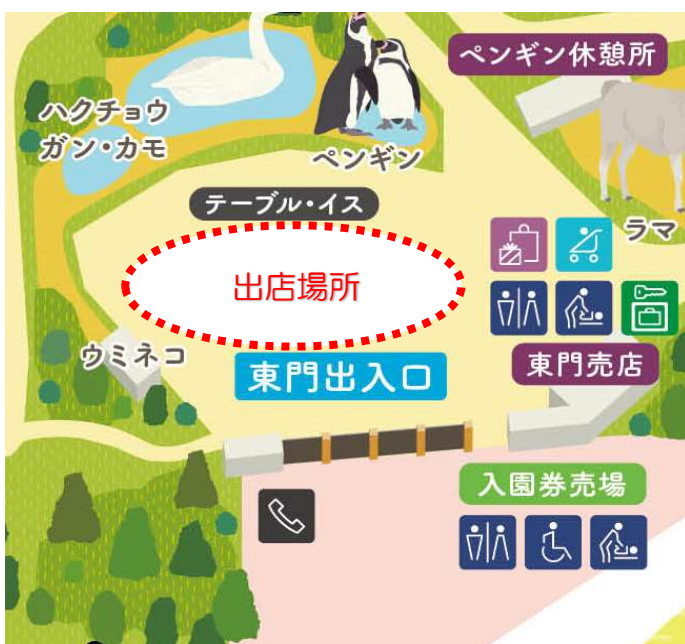 ペンギン休憩所
ハクチョウ
ガン・カモ
ペンギン
テーブル・イス
ラマ
出店場所
ウミネコ
東門出入口
東門売店
入園券売場